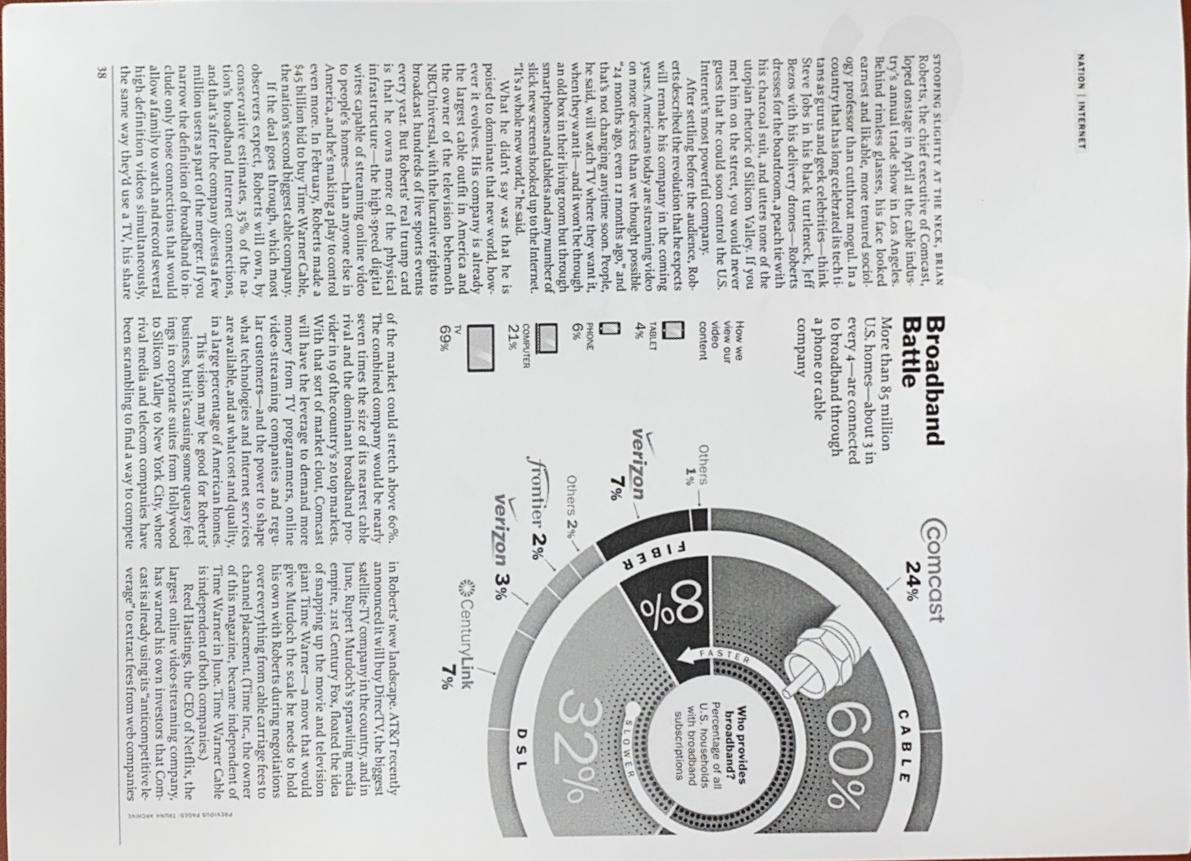 NATION | INTERNET
STOOPING SLIGHTLY AT THE NECK, BRIAN
Roberts, the chief executive of Comcast,
loped onstage in April at the cable indus-
try's annual trade show in Los Angeles.
Behind rimless glasses, his face looked
earnest and likable, more tenured sociol-
ogy professor than cutthroat mogul. In a
country that has long celebrated its tech ti-
tans as gurus and geek celebrities—think
Steve Jobs in his black turtleneck, Jeff
Bezos with his delivery drones—Roberts
dresses for the boardroom, a peach tie with
his charcoal suit, and utters none of the
utopian rhetoric of Silicon Valley. If you
met him on the street, you would never
guess that he could soon control the U.S.
Internet's most powerful company.
After settling before the audience, Rob-
erts described the revolution that he expects
will remake his company in the coming
years. Americans today are streaming video
on more devices than we thought possible
"24 months ago, even 12 months ago," and
that's not changing anytime soon. People,
he said, will watch TV where they want it,
when they want it—and it won't be through
an old box in their living room but through
smartphones and tablets and any number of
slick new screens hooked up to the Internet.
"It's a whole new world," he said.
What he didn't say was that he is
poised to dominate that new world, how-
ever it evolves. His company is already
the largest cable outfit in America and
the owner of the television behemoth
NBCUniversal, with the lucrative rights to
broadcast hundreds of live sports events
every year. But Roberts' real trump card
is that he owns more of the physical
infrastructure—the high-speed digital
wires capable of streaming online video
to people's homes—than anyone else in
America, and he's making a play to control
even more. In February, Roberts made a
$45 billion bid to buy Time Warner Cable,
the nation's second biggest cable company.
If the deal goes through, which most
observers expect, Roberts will own, by
conservative estimates, 35% of the na-
tion's broadband Internet connections,
and that's after the company divests a few
million users as part of the merger. If you
narrow the definition of broadband to in-
clude only those connections that would
allow a family to watch and record several
high-definition videos simultaneously,
the same way they'd use a TV, his share
Broadband
Battle
More than 85 million
U.S. homes—about 3 in
every 4—are connected
to broadband through
a phone or cable
company
How we
view our
video
content
TABLET
4%
PHONE
6%
COMPUTER
21%
TV
69%
Comcast
24%
Others
1%
verizon
7%
Others 2%
frontier 2%
verizon 3%
CenturyLink
7%
CABLE
60%
FIBER
8%
DSL
32%
FASTER
SLOWER
Who provides
broadband?
Percentage of all
U.S. households
with broadband
subscriptions
of the market could stretch above 60%.
The combined company would be nearly
seven times the size of its nearest cable
rival and the dominant broadband pro-
vider in 19 of the country's 20 top markets.
With that sort of market clout, Comcast
will have the leverage to demand more
money from TV programmers, online
video-streaming companies and regu-
lar customers—and the power to shape
what technologies and Internet services
are available, and at what cost and quality,
in a large percentage of American homes.
This vision may be good for Roberts'
business, but it's causing some queasy feel-
ings in corporate suites from Hollywood
to Silicon Valley to New York City, where
rival media and telecom companies have
been scrambling to find a way to compete
in Roberts' new landscape. AT&T recently
announced it will buy DirecTV, the biggest
satellite-TV company in the country, and in
June, Rupert Murdoch's sprawling media
empire, 21st Century Fox, floated the idea
of snapping up the movie and television
giant Time Warner—a move that would
give Murdoch the scale he needs to hold
his own with Roberts during negotiations
over everything from cable carriage fees to
channel placement. (Time Inc., the owner
of this magazine, became independent of
Time Warner in June. Time Warner Cable
is independent of both companies.)
Reed Hastings, the CEO of Netflix, the
largest online video-streaming company,
has warned his own investors that Com-
cast is already using its "anticompetitive le-
verage" to extract fees from web companies
PREVIOUS PAGES: TRUNK ARCHIVE
38